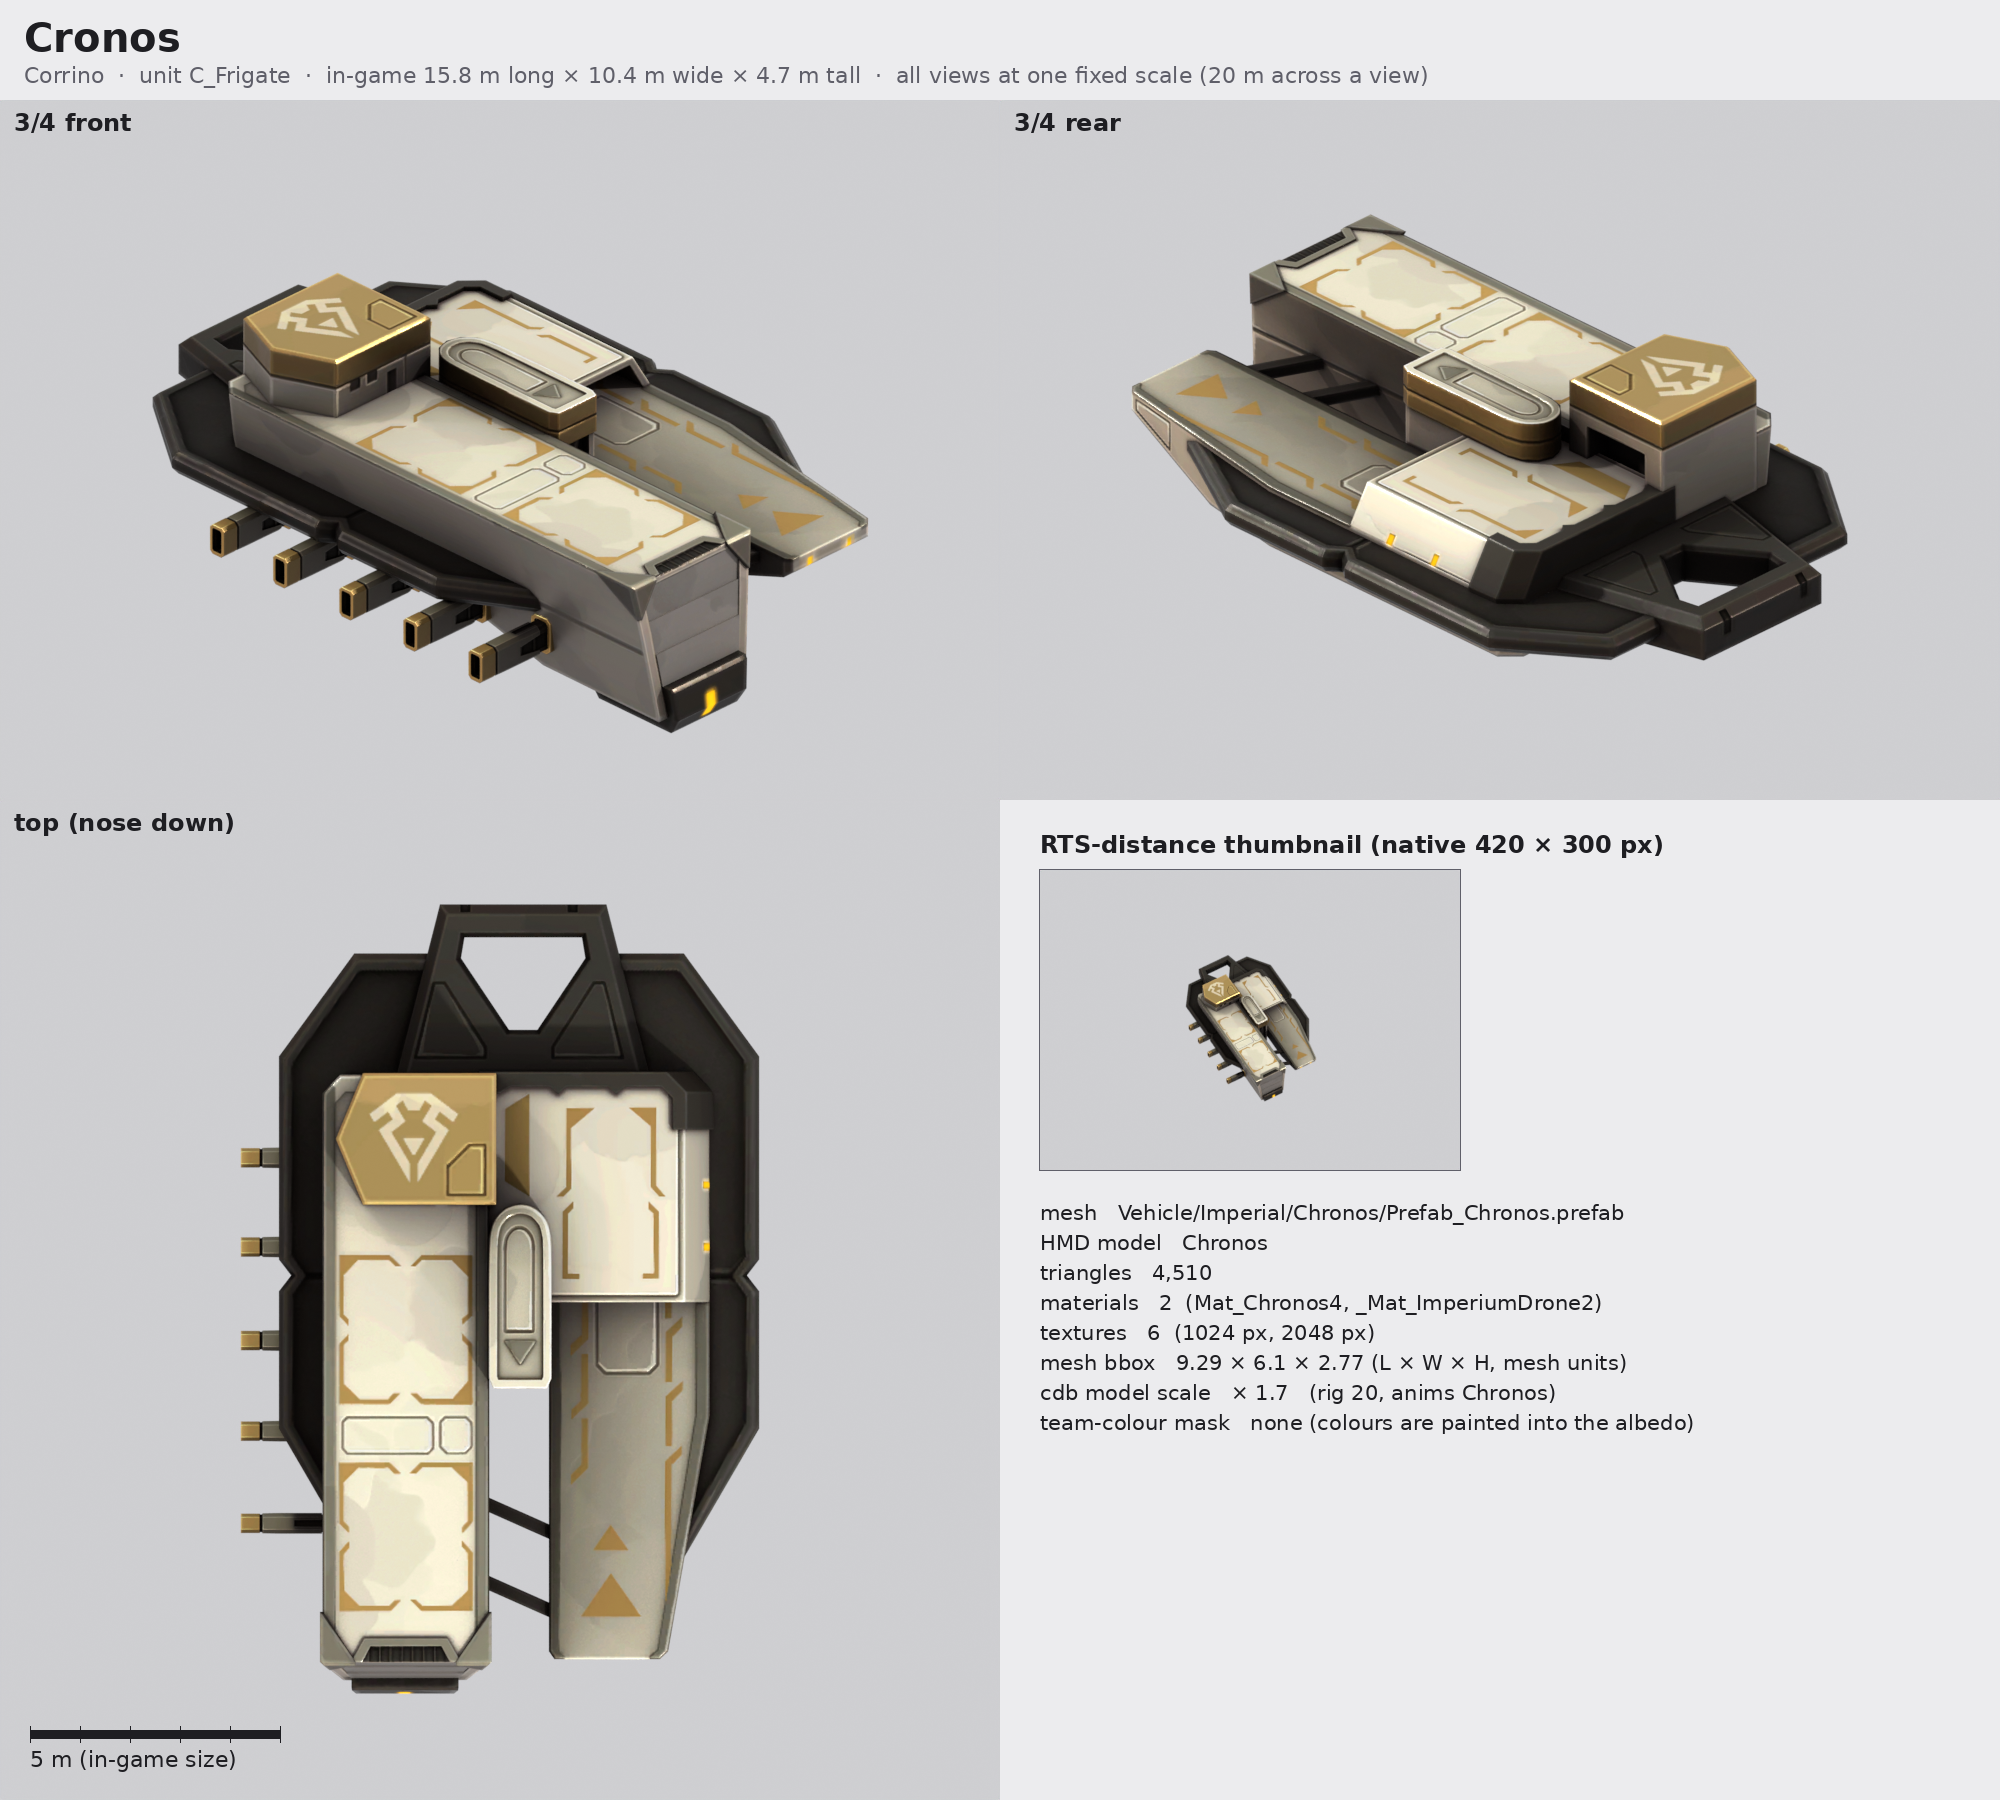 Cronos
Corrino · unit C_Frigate · in-game 15.8 m long × 10.4 m wide × 4.7 m tall · all views at one fixed scale (20 m across a view)
3/4 front
3/4 rear
top (nose down)
5 m (in-game size)
RTS-distance thumbnail (native 420 × 300 px)
mesh Vehicle/Imperial/Chronos/Prefab_Chronos.prefab
HMD model Chronos
triangles 4,510
materials 2 (Mat_Chronos4, _Mat_ImperiumDrone2)
textures 6 (1024 px, 2048 px)
mesh bbox 9.29 × 6.1 × 2.77 (L × W × H, mesh units)
cdb model scale × 1.7 (rig 20, anims Chronos)
team-colour mask none (colours are painted into the albedo)